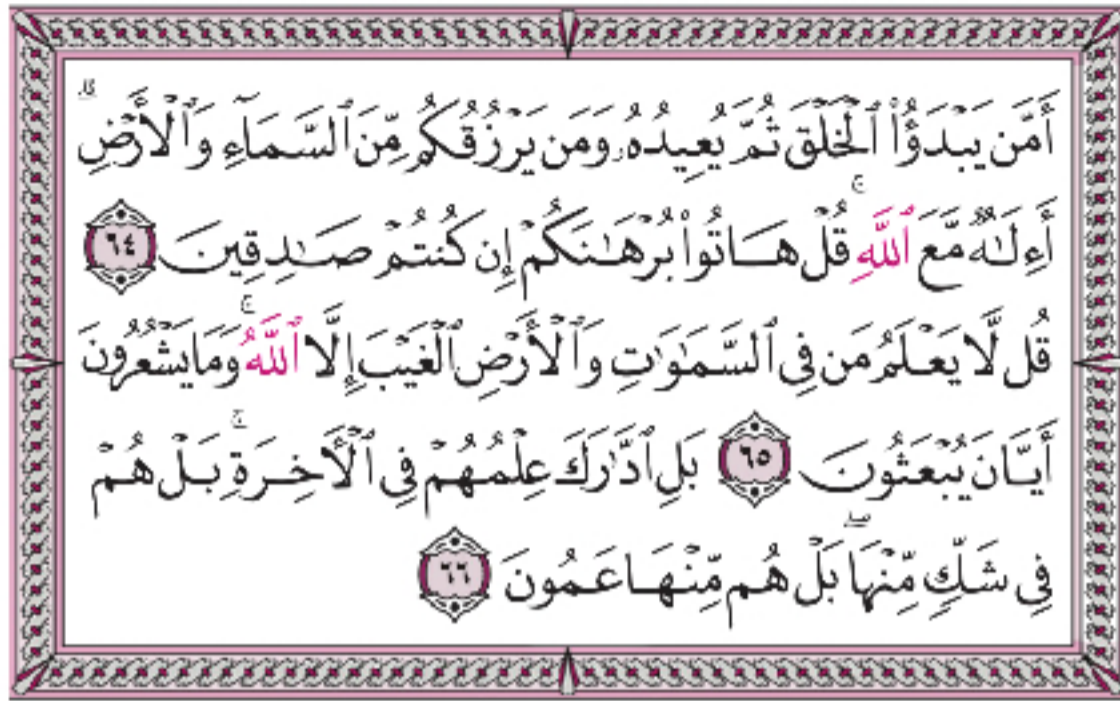 أَمَّن يَبْدَؤُا۟ ٱلْخَلْقَ ثُمَّ يُعِيدُهُۥ وَمَن يَرْزُقُكُم مِّنَ ٱلسَّمَآءِ وَٱلْأَرْضِ ۗ
أَءِلَـٰهٌ مَّعَ ٱللَّهِ ۚ قُلْ هَاتُوا۟ بُرْهَـٰنَكُمْ إِن كُنتُمْ صَـٰدِقِينَ ٦٤
قُل لَّا يَعْلَمُ مَن فِى ٱلسَّمَـٰوَٰتِ وَٱلْأَرْضِ ٱلْغَيْبَ إِلَّا ٱللَّهُ ۚ وَمَا يَشْعُرُونَ
أَيَّانَ يُبْعَثُونَ ٦٥ بَلِ ٱدَّٰرَكَ عِلْمُهُمْ فِى ٱلْـَٔاخِرَةِ ۚ بَلْ هُمْ
فِى شَكٍّ مِّنْهَا ۖ بَلْ هُم مِّنْهَا عَمُونَ ٦٦